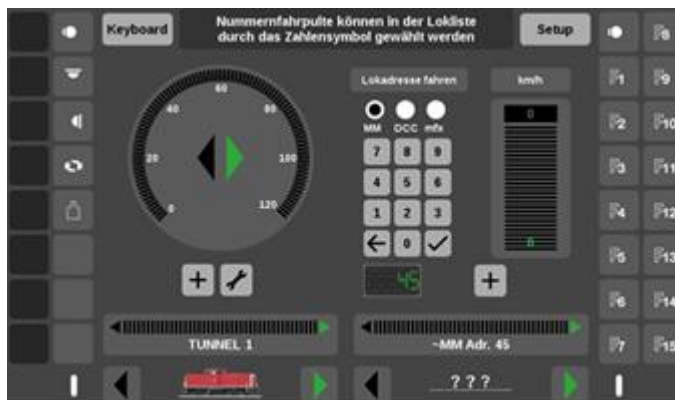 Keyboard
Nummernfahrpulte können in der Lokliste
durch das Zahlensymbol gewählt werden
Setup
F8
Lokadresse fahren
km/h
F1
F9
60
40
80
0
MM
DCC
mfx
F2
F10
20
100
7 8 9
4 5 6
F3
F11
0
120
1 2 3
F4
F12
0
0
F5
F13
45
F6
F14
TUNNEL 1
~MM Adr. 45
F7
F15
? ? ?